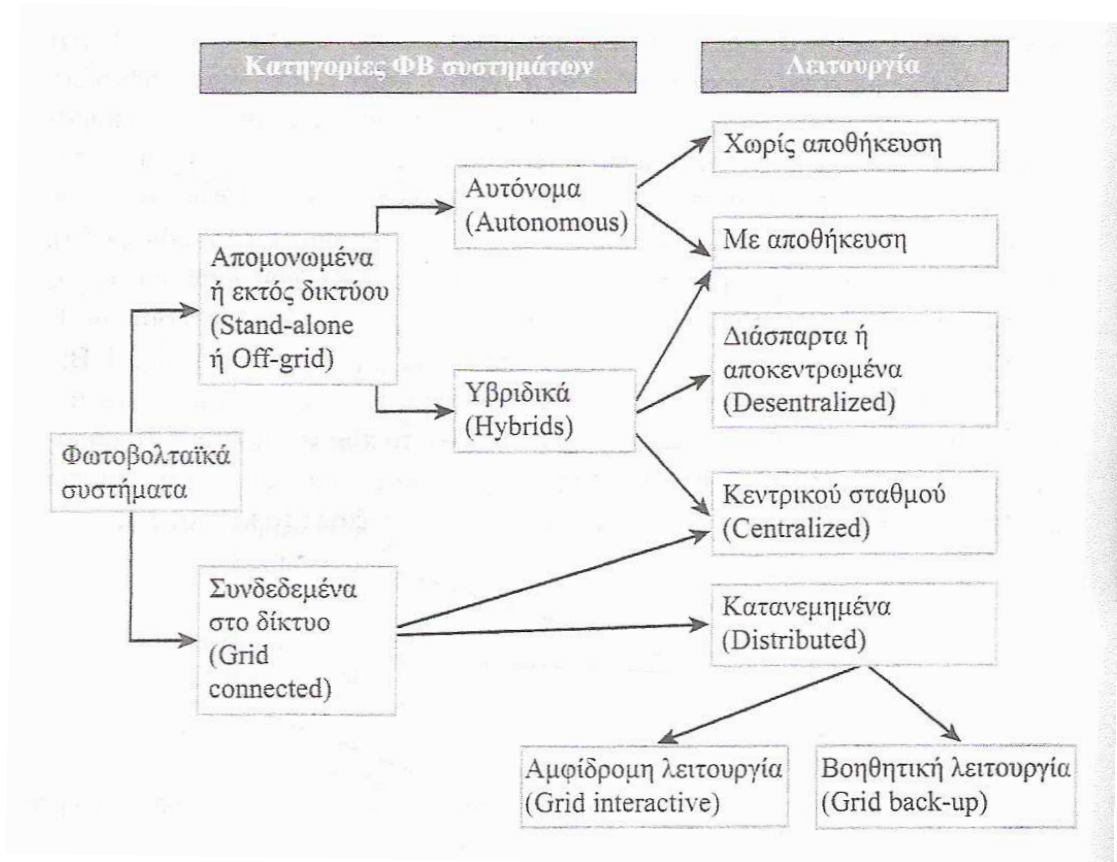 Κατηγορίες ΦΒ συστημάτων
Λειτουργία
Φωτοβολταϊκά
συστήματα
Απομονωμένα
ή εκτός δικτύου
(Stand-alone
ή Off-grid)
Συνδεδεμένα
στο δίκτυο
(Grid
connected)
Αυτόνομα
(Autonomous)
Υβριδικά
(Hybrids)
Χωρίς αποθήκευση
Με αποθήκευση
Διάσπαρτα ή
αποκεντρωμένα
(Desentralized)
Κεντρικού σταθμού
(Centralized)
Κατανεμημένα
(Distributed)
Αμφίδρομη λειτουργία
(Grid interactive)
Βοηθητική λειτουργία
(Grid back-up)